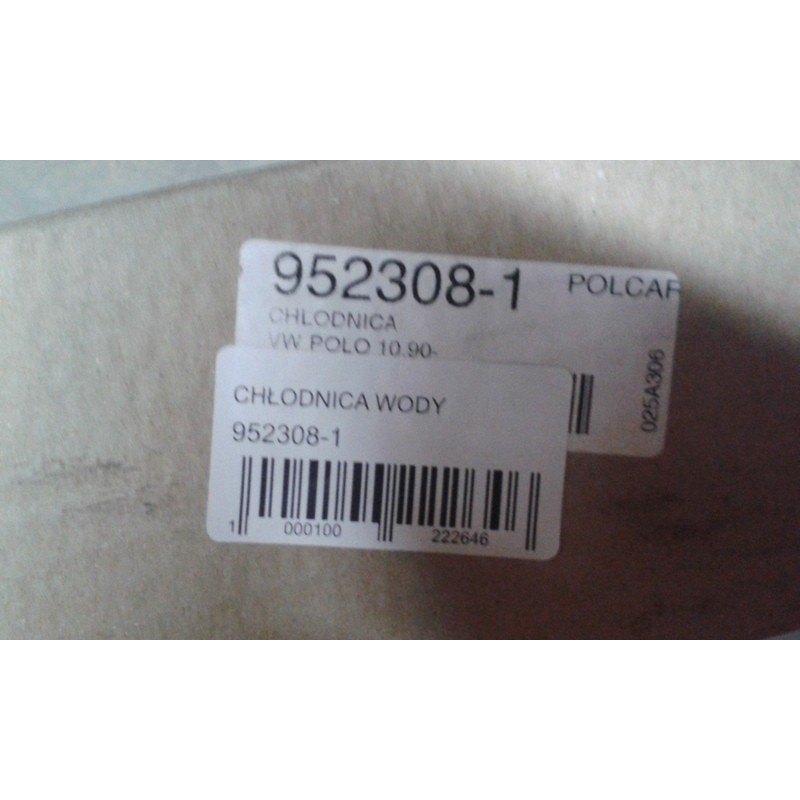 952308-1 POLCAR
CHLODNICA
VW POLO 10.90-
025A306
CHŁODNICA WODY
952308-1
1 000100 222646